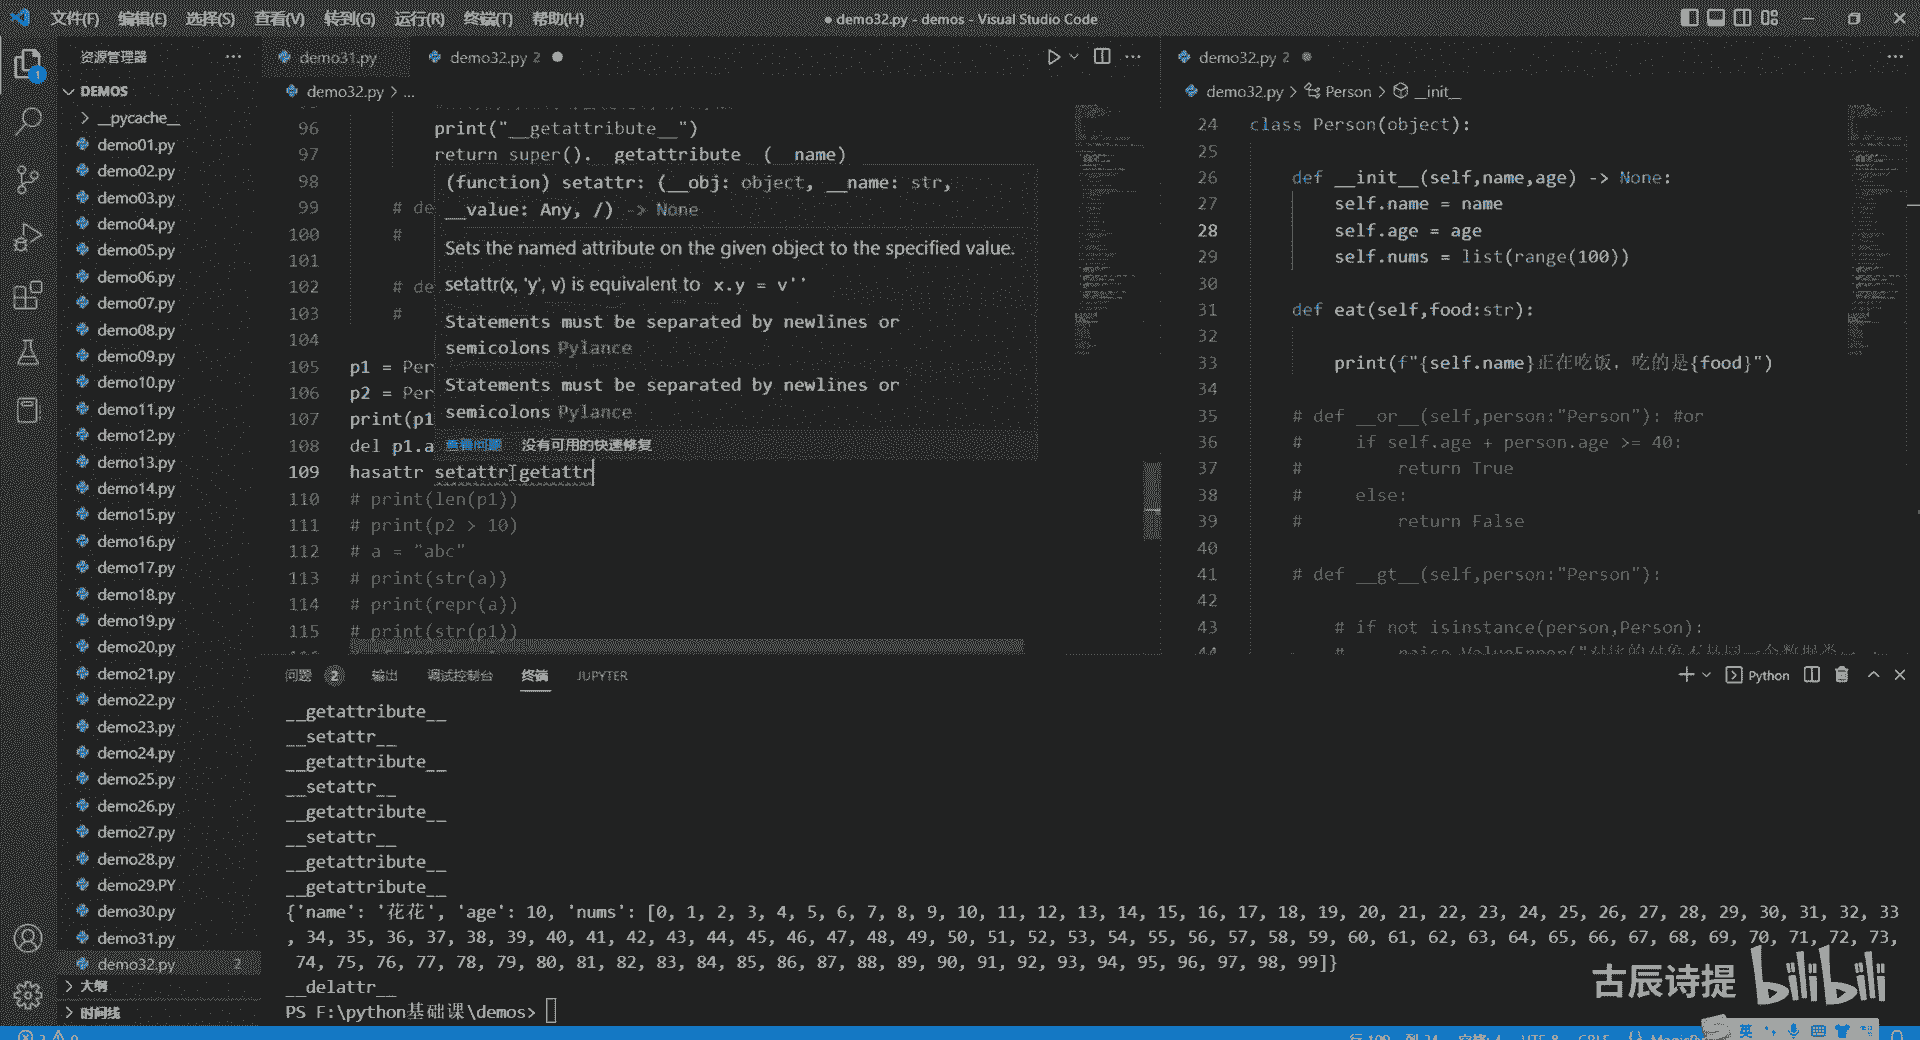 文件(F) 编辑(E) 选择(S) 查看(V) 转到(G) 运行(R) 终端(T) 帮助(H)
● demo32.py - demos - Visual Studio Code
资源管理器
DEMOS
__pycache__
demo01.py
demo02.py
demo03.py
demo04.py
demo05.py
demo06.py
demo07.py
demo08.py
demo09.py
demo10.py
demo11.py
demo12.py
demo13.py
demo14.py
demo15.py
demo16.py
demo17.py
demo18.py
demo19.py
demo20.py
demo21.py
demo22.py
demo23.py
demo24.py
demo25.py
demo26.py
demo27.py
demo28.py
demo29.PY
demo30.py
demo31.py
demo32.py 2
大纲
时间线
demo31.py
demo32.py 2
demo32.py > ...
96 print("__getattribute__")
97 return super().__getattribute__(__name)
98
99 # de
100 #
101
102 # de
103 #
104
105 p1 = Per
106 p2 = Per
107 print(p1
108 del p1.a
109 hasattr setattr getattr
110 # print(len(p1))
111 # print(p2 > 10)
112 # a = "abc"
113 # print(str(a))
114 # print(repr(a))
115 # print(str(p1))
(function) setattr: (__obj: object, __name: str,
__value: Any, /) -> None
Sets the named attribute on the given object to the specified value.
setattr(x, 'y', v) is equivalent to x.y = v''
Statements must be separated by newlines or
semicolons Pylance
Statements must be separated by newlines or
semicolons Pylance
查看问题 没有可用的快速修复
demo32.py 2
demo32.py > Person > __init__
24 class Person(object):
25
26 def __init__(self,name,age) -> None:
27 self.name = name
28 self.age = age
29 self.nums = list(range(100))
30
31 def eat(self,food:str):
32
33 print(f"{self.name}正在吃饭，吃的是{food}")
34
35 # def __or__(self,person:"Person"): #or
36 # if self.age + person.age >= 40:
37 # return True
38 # else:
39 # return False
40
41 # def __gt__(self,person:"Person"):
42
43 # if not isinstance(person,Person):
44 # raise ValueError(
问题 2 输出 调试控制台 终端 JUPYTER
Python
__getattribute__
__setattr__
__getattribute__
__setattr__
__getattribute__
__setattr__
__getattribute__
__getattribute__
{'name': '花花', 'age': 10, 'nums': [0, 1, 2, 3, 4, 5, 6, 7, 8, 9, 10, 11, 12, 13, 14, 15, 16, 17, 18, 19, 20, 21, 22, 23, 24, 25, 26, 27, 28, 29, 30, 31, 32, 33
, 34, 35, 36, 37, 38, 39, 40, 41, 42, 43, 44, 45, 46, 47, 48, 49, 50, 51, 52, 53, 54, 55, 56, 57, 58, 59, 60, 61, 62, 63, 64, 65, 66, 67, 68, 69, 70, 71, 72, 73,
74, 75, 76, 77, 78, 79, 80, 81, 82, 83, 84, 85, 86, 87, 88, 89, 90, 91, 92, 93, 94, 95, 96, 97, 98, 99]}
__delattr__
PS F:\python基础课\demos>
古辰诗提 bilibili
英